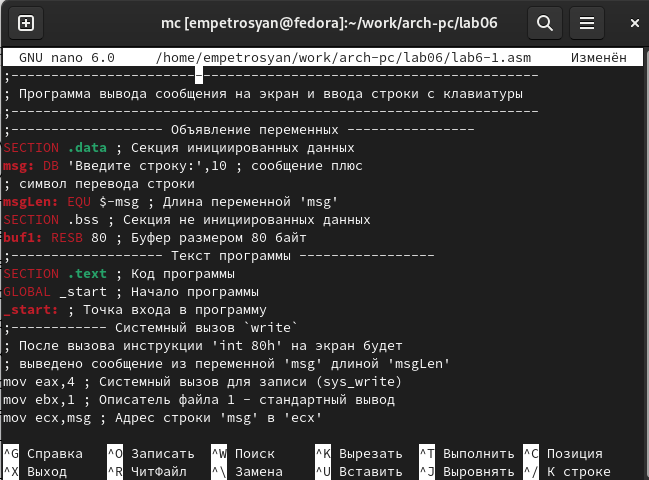 mc [empetrosyan@fedora]:~/work/arch-pc/lab06
GNU nano 6.0 /home/empetrosyan/work/arch-pc/lab06/lab6-1.asm Изменён
;------------------------------------------------------------------
; Программа вывода сообщения на экран и ввода строки с клавиатуры
;------------------------------------------------------------------
;------------------- Объявление переменных ----------------
SECTION .data ; Секция инициированных данных
msg: DB 'Введите строку:',10 ; сообщение плюс
; символ перевода строки
msgLen: EQU $-msg ; Длина переменной 'msg'
SECTION .bss ; Секция не инициированных данных
buf1: RESB 80 ; Буфер размером 80 байт
;------------------- Текст программы -----------------
SECTION .text ; Код программы
GLOBAL _start ; Начало программы
_start: ; Точка входа в программу
;------------ Системный вызов `write`
; После вызова инструкции 'int 80h' на экран будет
; выведено сообщение из переменной 'msg' длиной 'msgLen'
mov eax,4 ; Системный вызов для записи (sys_write)
mov ebx,1 ; Описатель файла 1 - стандартный вывод
mov ecx,msg ; Адрес строки 'msg' в 'ecx'
^G Справка ^O Записать ^W Поиск ^K Вырезать ^T Выполнить ^C Позиция
^X Выход ^R ЧитФайл ^\ Замена ^U Вставить ^J Выровнять ^/ К строке